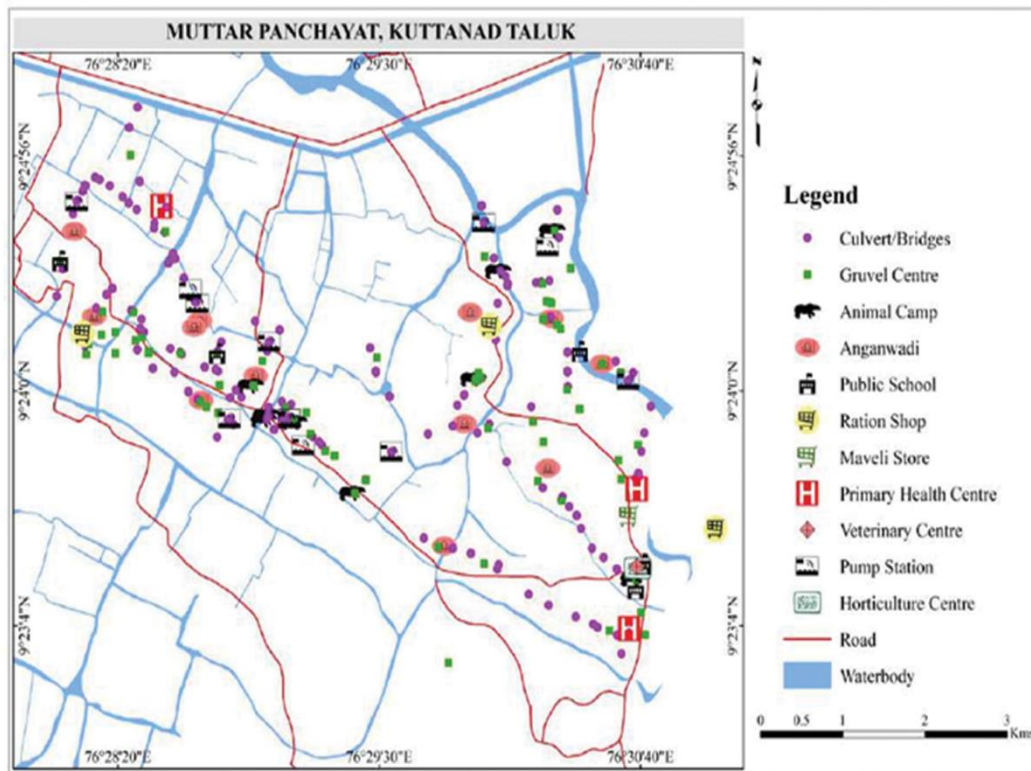 MUTTAR PANCHAYAT, KUTTANAD TALUK
76°28'20"E
76°29'30"E
76°30'40"E
N
9°24'56"N
9°24'56"N
9°24'0"N
9°24'0"N
9°23'4"N
9°23'4"N
76°28'20"E
76°29'30"E
76°30'40"E
Legend
Culvert/Bridges
Gruvel Centre
Animal Camp
Anganwadi
Public School
Ration Shop
Maveli Store
H Primary Health Centre
Veterinary Centre
Pump Station
Horticulture Centre
Road
Waterbody
0 0.5 1 2 3
Kms
H
H
H